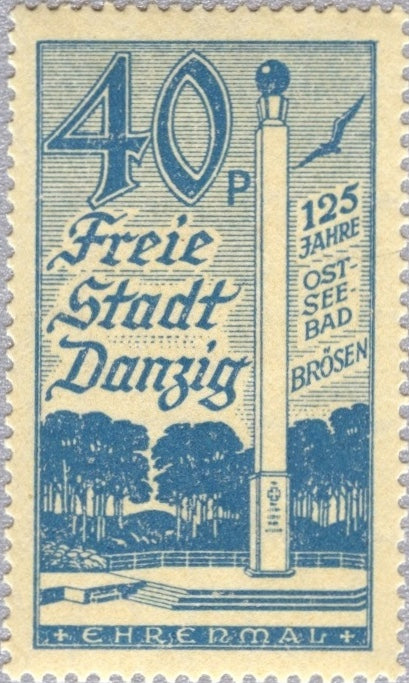 40 P
Freie
Stadt
Danzig
125
JAHRE
OST-
SEE-
BAD
BRÖSEN
+ EHRENMAL +